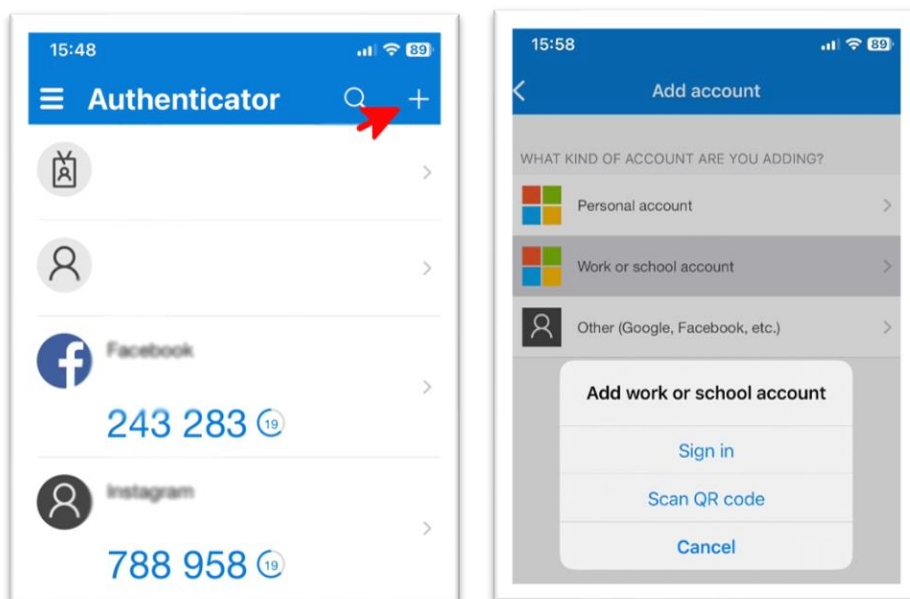 15:48
89
Authenticator
Facebook
243 283
19
Instagram
788 958
19
15:58
89
Add account
WHAT KIND OF ACCOUNT ARE YOU ADDING?
Personal account
Work or school account
Other (Google, Facebook, etc.)
Add work or school account
Sign in
Scan QR code
Cancel